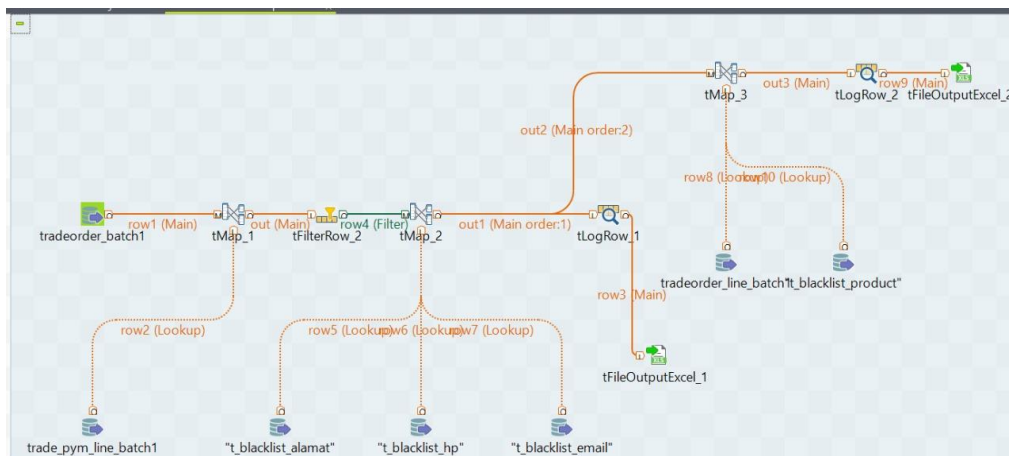 out3 (Main)
row9 (Main)
tMap_3
tLogRow_2
tFileOutputExcel_2
out2 (Main order:2)
row8 (Lookup)
row10 (Lookup)
row1 (Main)
out (Main)
row4 (Filter)
out1 (Main order:1)
tradeorder_batch1
tMap_1
tFilterRow_2
tMap_2
tLogRow_1
tradeorder_line_batch1
"t_blacklist_product"
row3 (Main)
row2 (Lookup)
row5 (Lookup)
row6 (Lookup)
row7 (Lookup)
tFileOutputExcel_1
trade_pym_line_batch1
"t_blacklist_alamat"
"t_blacklist_hp"
"t_blacklist_email"